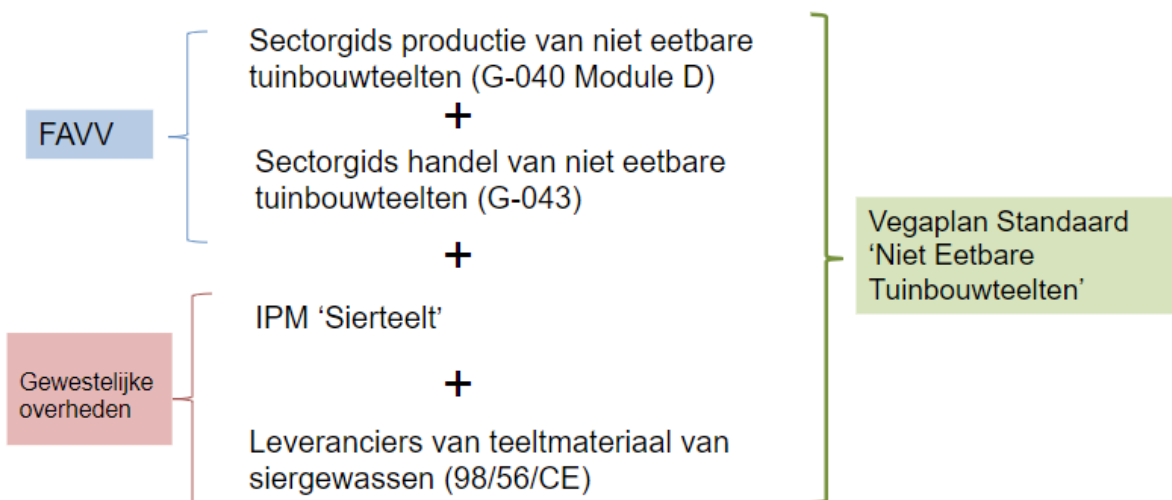 Sectorgids productie van niet eetbare
tuinbouwteelten (G-040 Module D)
+
FAVV
Sectorgids handel van niet eetbare
tuinbouwteelten (G-043)
+
Vegaplan Standaard
‘Niet Eetbare
Tuinbouwteelten’
IPM ‘Sierteelt’
+
Gewestelijke
overheden
Leveranciers van teeltmateriaal van
siergewassen (98/56/CE)